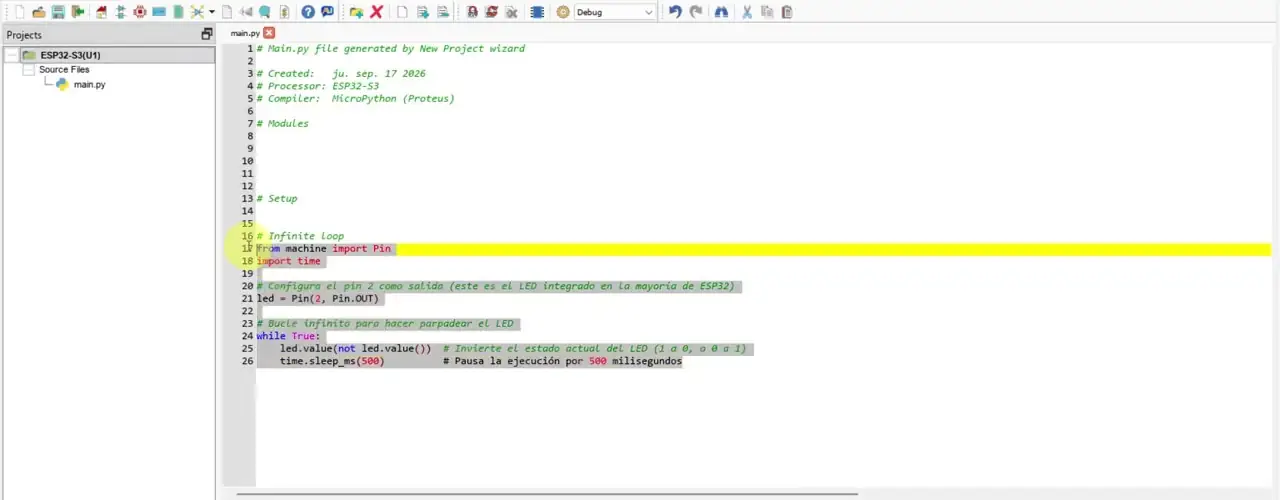 Debug
Projects
main.py
ESP32-S3(U1)
Source Files
main.py
1 # Main.py file generated by New Project wizard
2
3 # Created:   ju. sep. 17 2026
4 # Processor: ESP32-S3
5 # Compiler:  MicroPython (Proteus)
6
7 # Modules
8
9
10
11
12
13 # Setup
14
15
16 # Infinite loop
17 from machine import Pin
18 import time
19
20 # Configura el pin 2 como salida (este es el LED integrado en la mayoría de ESP32)
21 led = Pin(2, Pin.OUT)
22
23 # Bucle infinito para hacer parpadear el LED
24 while True:
25     led.value(not led.value())  # Invierte el estado actual del LED (1 a 0, o 0 a 1)
26     time.sleep_ms(500)          # Pausa la ejecución por 500 milisegundos